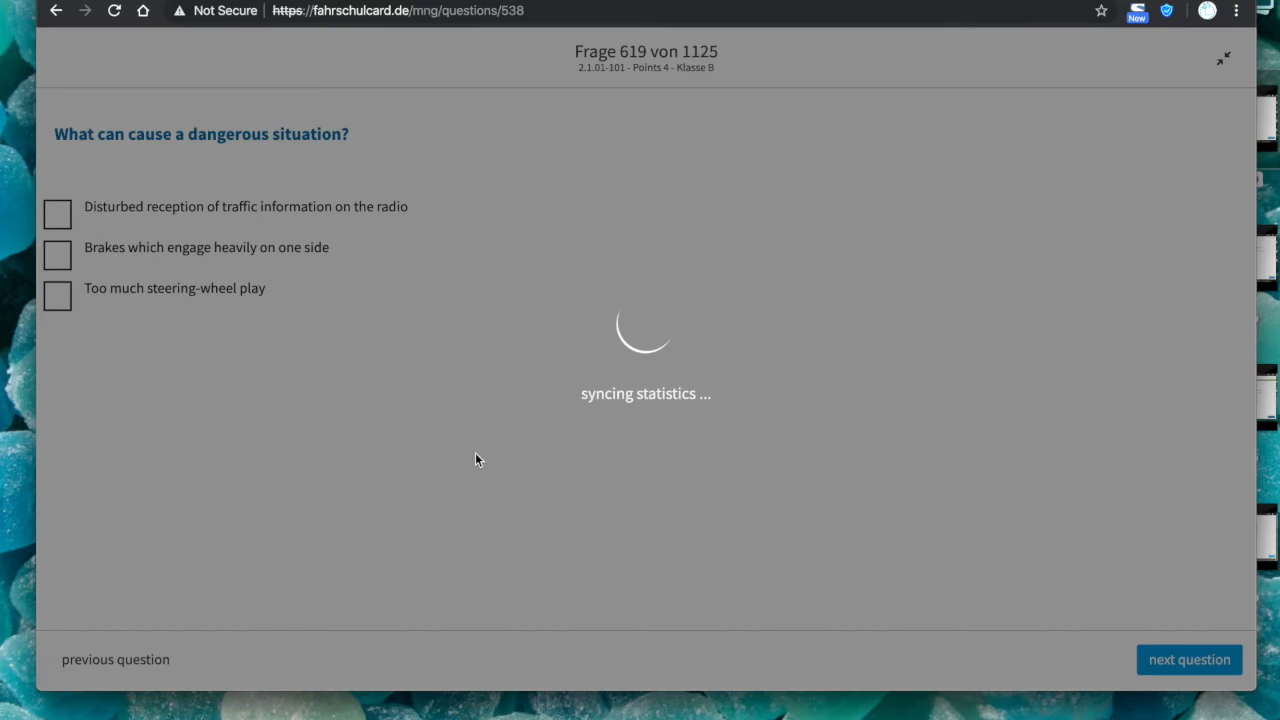 Not Secure | https://fahrschulcard.de/mng/questions/538
New
Frage 619 von 1125
2.1.01-101 - Points 4 - Klasse B
What can cause a dangerous situation?
Disturbed reception of traffic information on the radio
Brakes which engage heavily on one side
Too much steering-wheel play
syncing statistics ...
previous question
next question